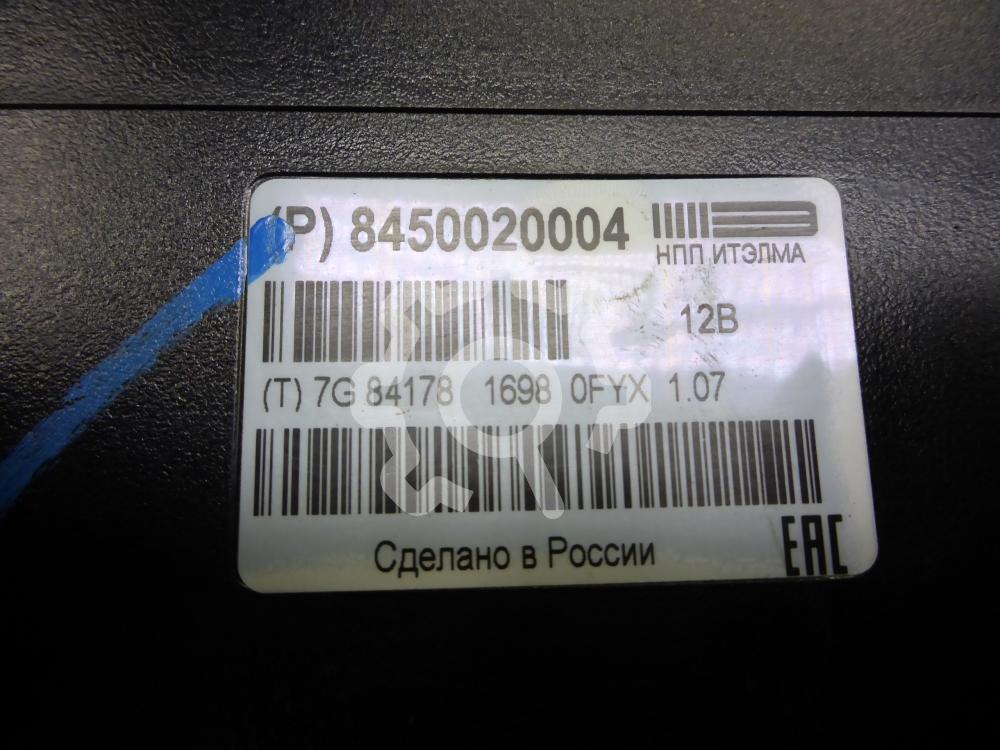 (P) 8450020004
НПП ИТЭЛМА
12В
(T) 7G 84178 1698 0FYX 1.07
Сделано в России
EAC